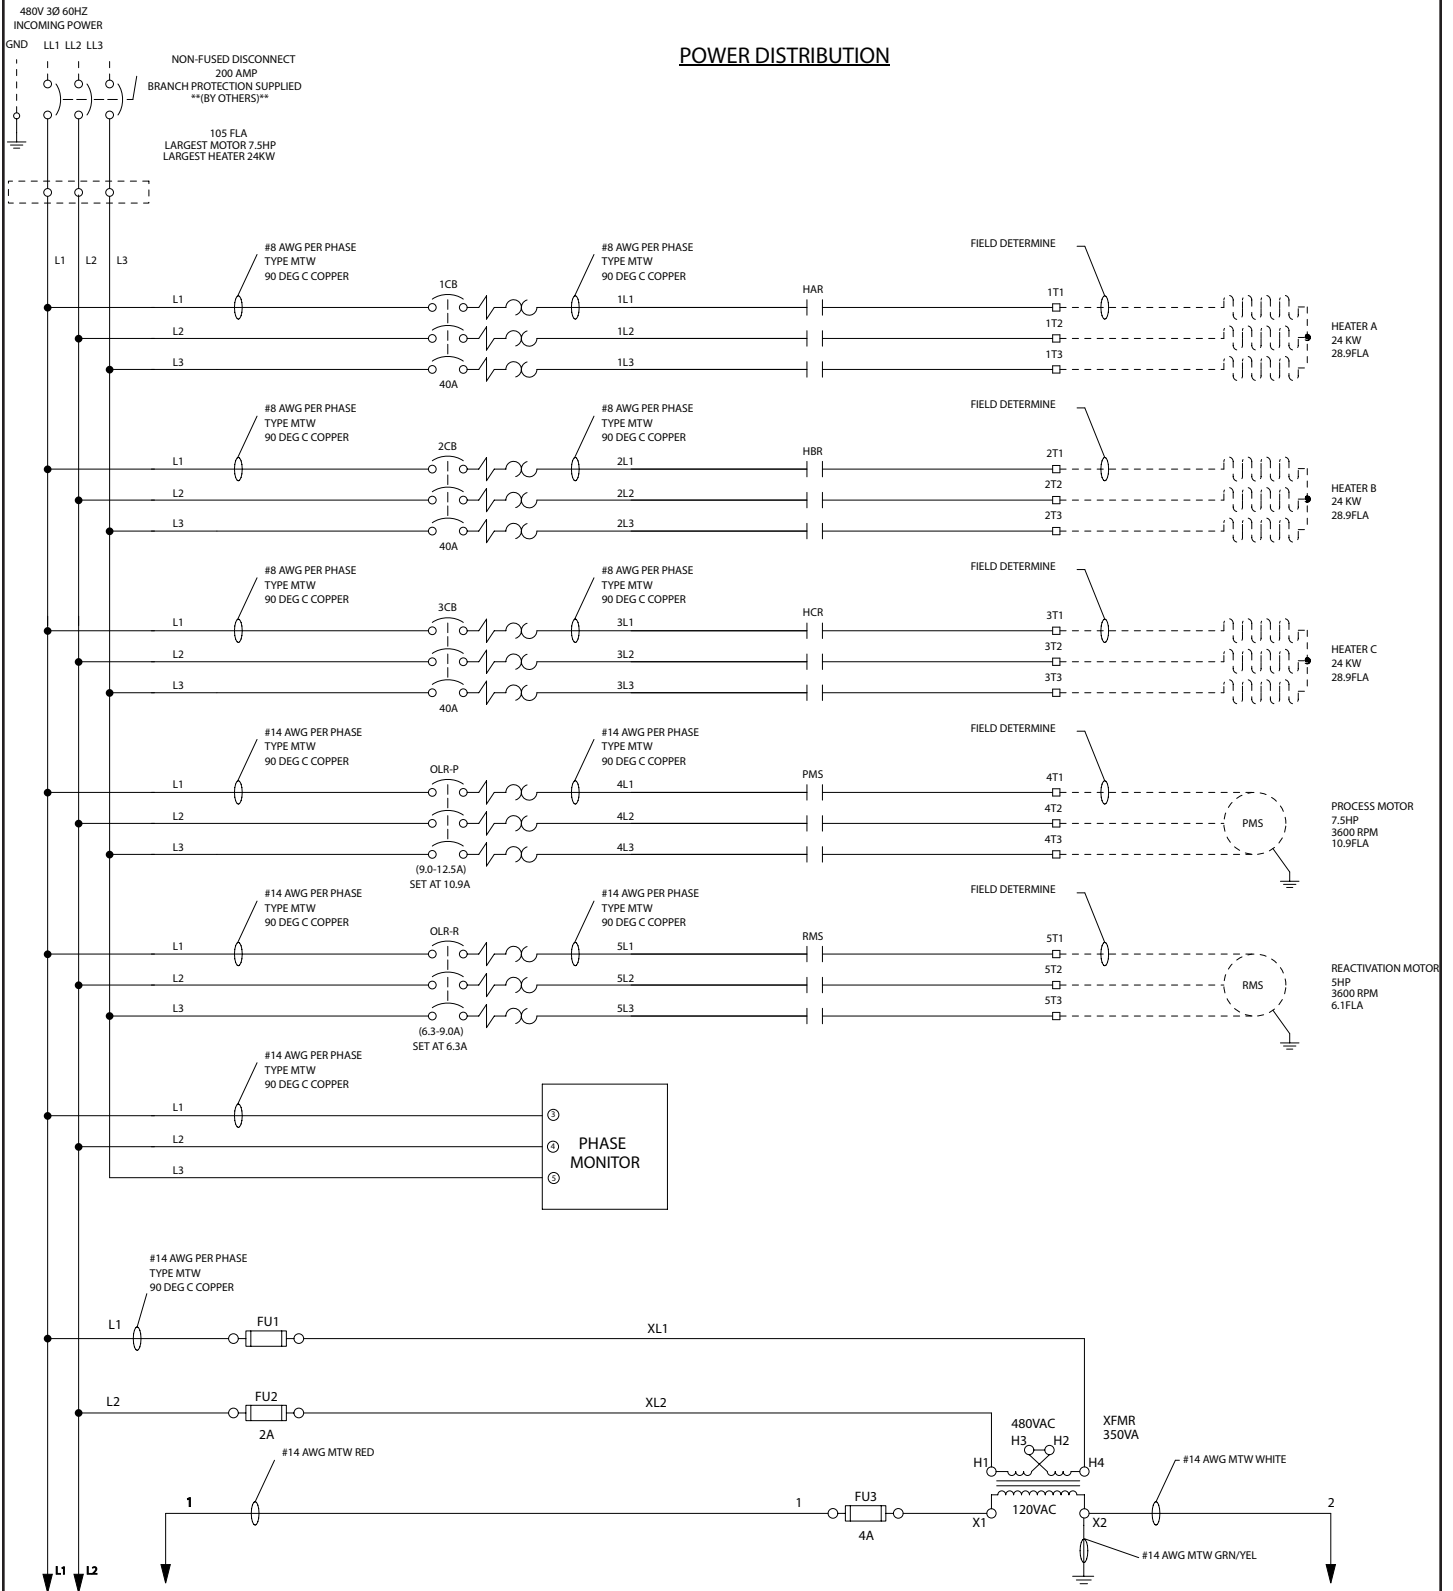 480V 3Ø 60HZ
INCOMING POWER
GND LL1 LL2 LL3
POWER DISTRIBUTION
NON-FUSED DISCONNECT
200 AMP
BRANCH PROTECTION SUPPLIED
**(BY OTHERS)**
105 FLA
LARGEST MOTOR 7.5HP
LARGEST HEATER 24KW
L1 L2 L3
#8 AWG PER PHASE
TYPE MTW
90 DEG C COPPER
#8 AWG PER PHASE
TYPE MTW
90 DEG C COPPER
FIELD DETERMINE
L1 1CB 1L1 HAR 1T1
L2 1L2 1T2
L3 1L3 1T3
40A
HEATER A
24 KW
28.9FLA
#8 AWG PER PHASE
TYPE MTW
90 DEG C COPPER
#8 AWG PER PHASE
TYPE MTW
90 DEG C COPPER
FIELD DETERMINE
L1 2CB 2L1 HBR 2T1
L2 2L2 2T2
L3 2L3 2T3
40A
HEATER B
24 KW
28.9FLA
#8 AWG PER PHASE
TYPE MTW
90 DEG C COPPER
#8 AWG PER PHASE
TYPE MTW
90 DEG C COPPER
FIELD DETERMINE
L1 3CB 3L1 HCR 3T1
L2 3L2 3T2
L3 3L3 3T3
40A
HEATER C
24 KW
28.9FLA
#14 AWG PER PHASE
TYPE MTW
90 DEG C COPPER
#14 AWG PER PHASE
TYPE MTW
90 DEG C COPPER
FIELD DETERMINE
L1 OLR-P 4L1 PMS 4T1
L2 4L2 4T2
L3 4L3 4T3
(9.0-12.5A)
SET AT 10.9A
PMS
PROCESS MOTOR
7.5HP
3600 RPM
10.9FLA
#14 AWG PER PHASE
TYPE MTW
90 DEG C COPPER
#14 AWG PER PHASE
TYPE MTW
90 DEG C COPPER
FIELD DETERMINE
L1 OLR-R 5L1 RMS 5T1
L2 5L2 5T2
L3 5L3 5T3
(6.3-9.0A)
SET AT 6.3A
RMS
REACTIVATION MOTOR
5HP
3600 RPM
6.1FLA
#14 AWG PER PHASE
TYPE MTW
90 DEG C COPPER
L1 3
L2 4
L3 5
PHASE
MONITOR
#14 AWG PER PHASE
TYPE MTW
90 DEG C COPPER
L1 FU1 XL1
L2 FU2 XL2
2A
480VAC
H3 H2
H1 H4
XFMR
350VA
#14 AWG MTW RED
#14 AWG MTW WHITE
1 1 FU3 X1 120VAC X2 2
4A
#14 AWG MTW GRN/YEL
L1 L2